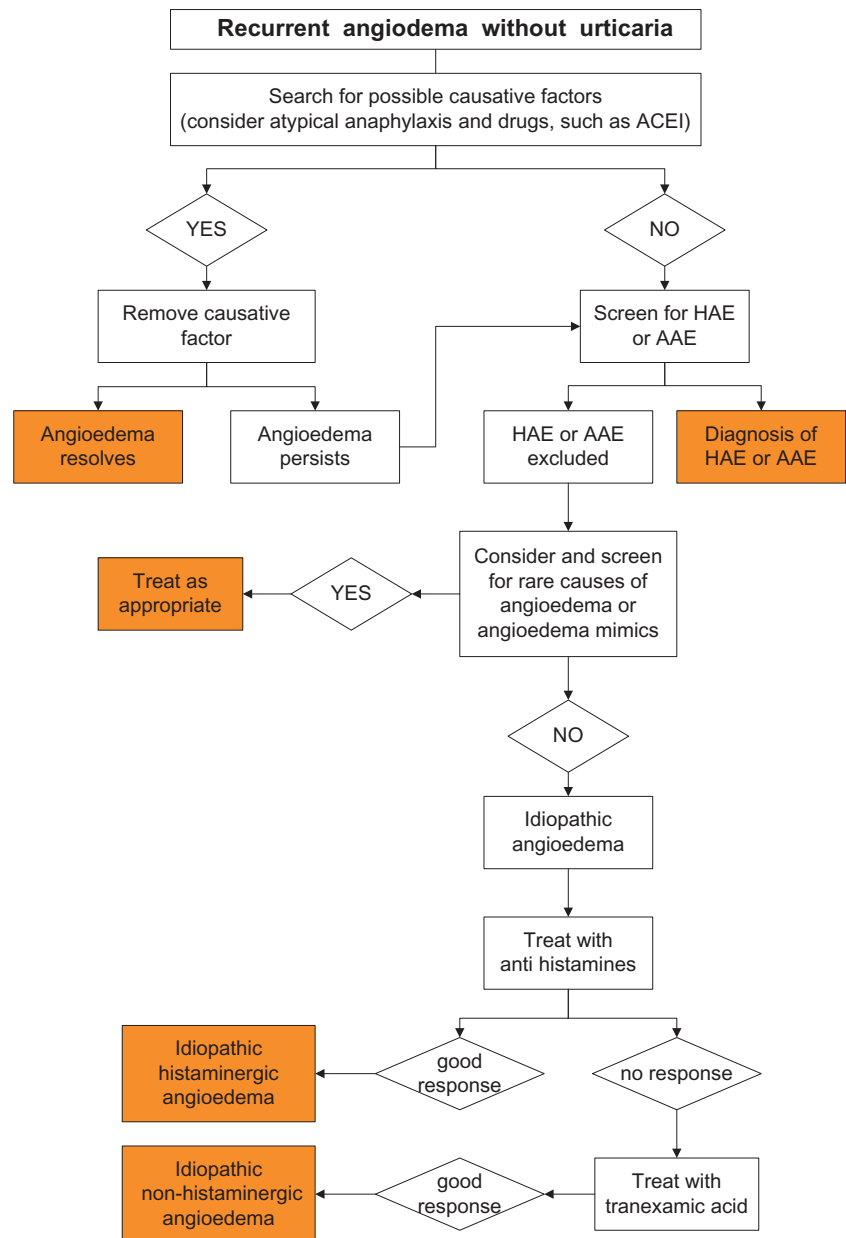 Recurrent angiodema without urticaria
Search for possible causative factors
(consider atypical anaphylaxis and drugs, such as ACEI)
YES
NO
Remove causative
factor
Screen for HAE
or AAE
Angioedema
resolves
Angioedema
persists
HAE or AAE
excluded
Diagnosis of
HAE or AAE
Treat as
appropriate
YES
Consider and screen
for rare causes of
angioedema or
angioedema mimics
NO
Idiopathic
angioedema
Treat with
anti histamines
Idiopathic
histaminergic
angioedema
good
response
no response
Idiopathic
non-histaminergic
angioedema
good
response
Treat with
tranexamic acid